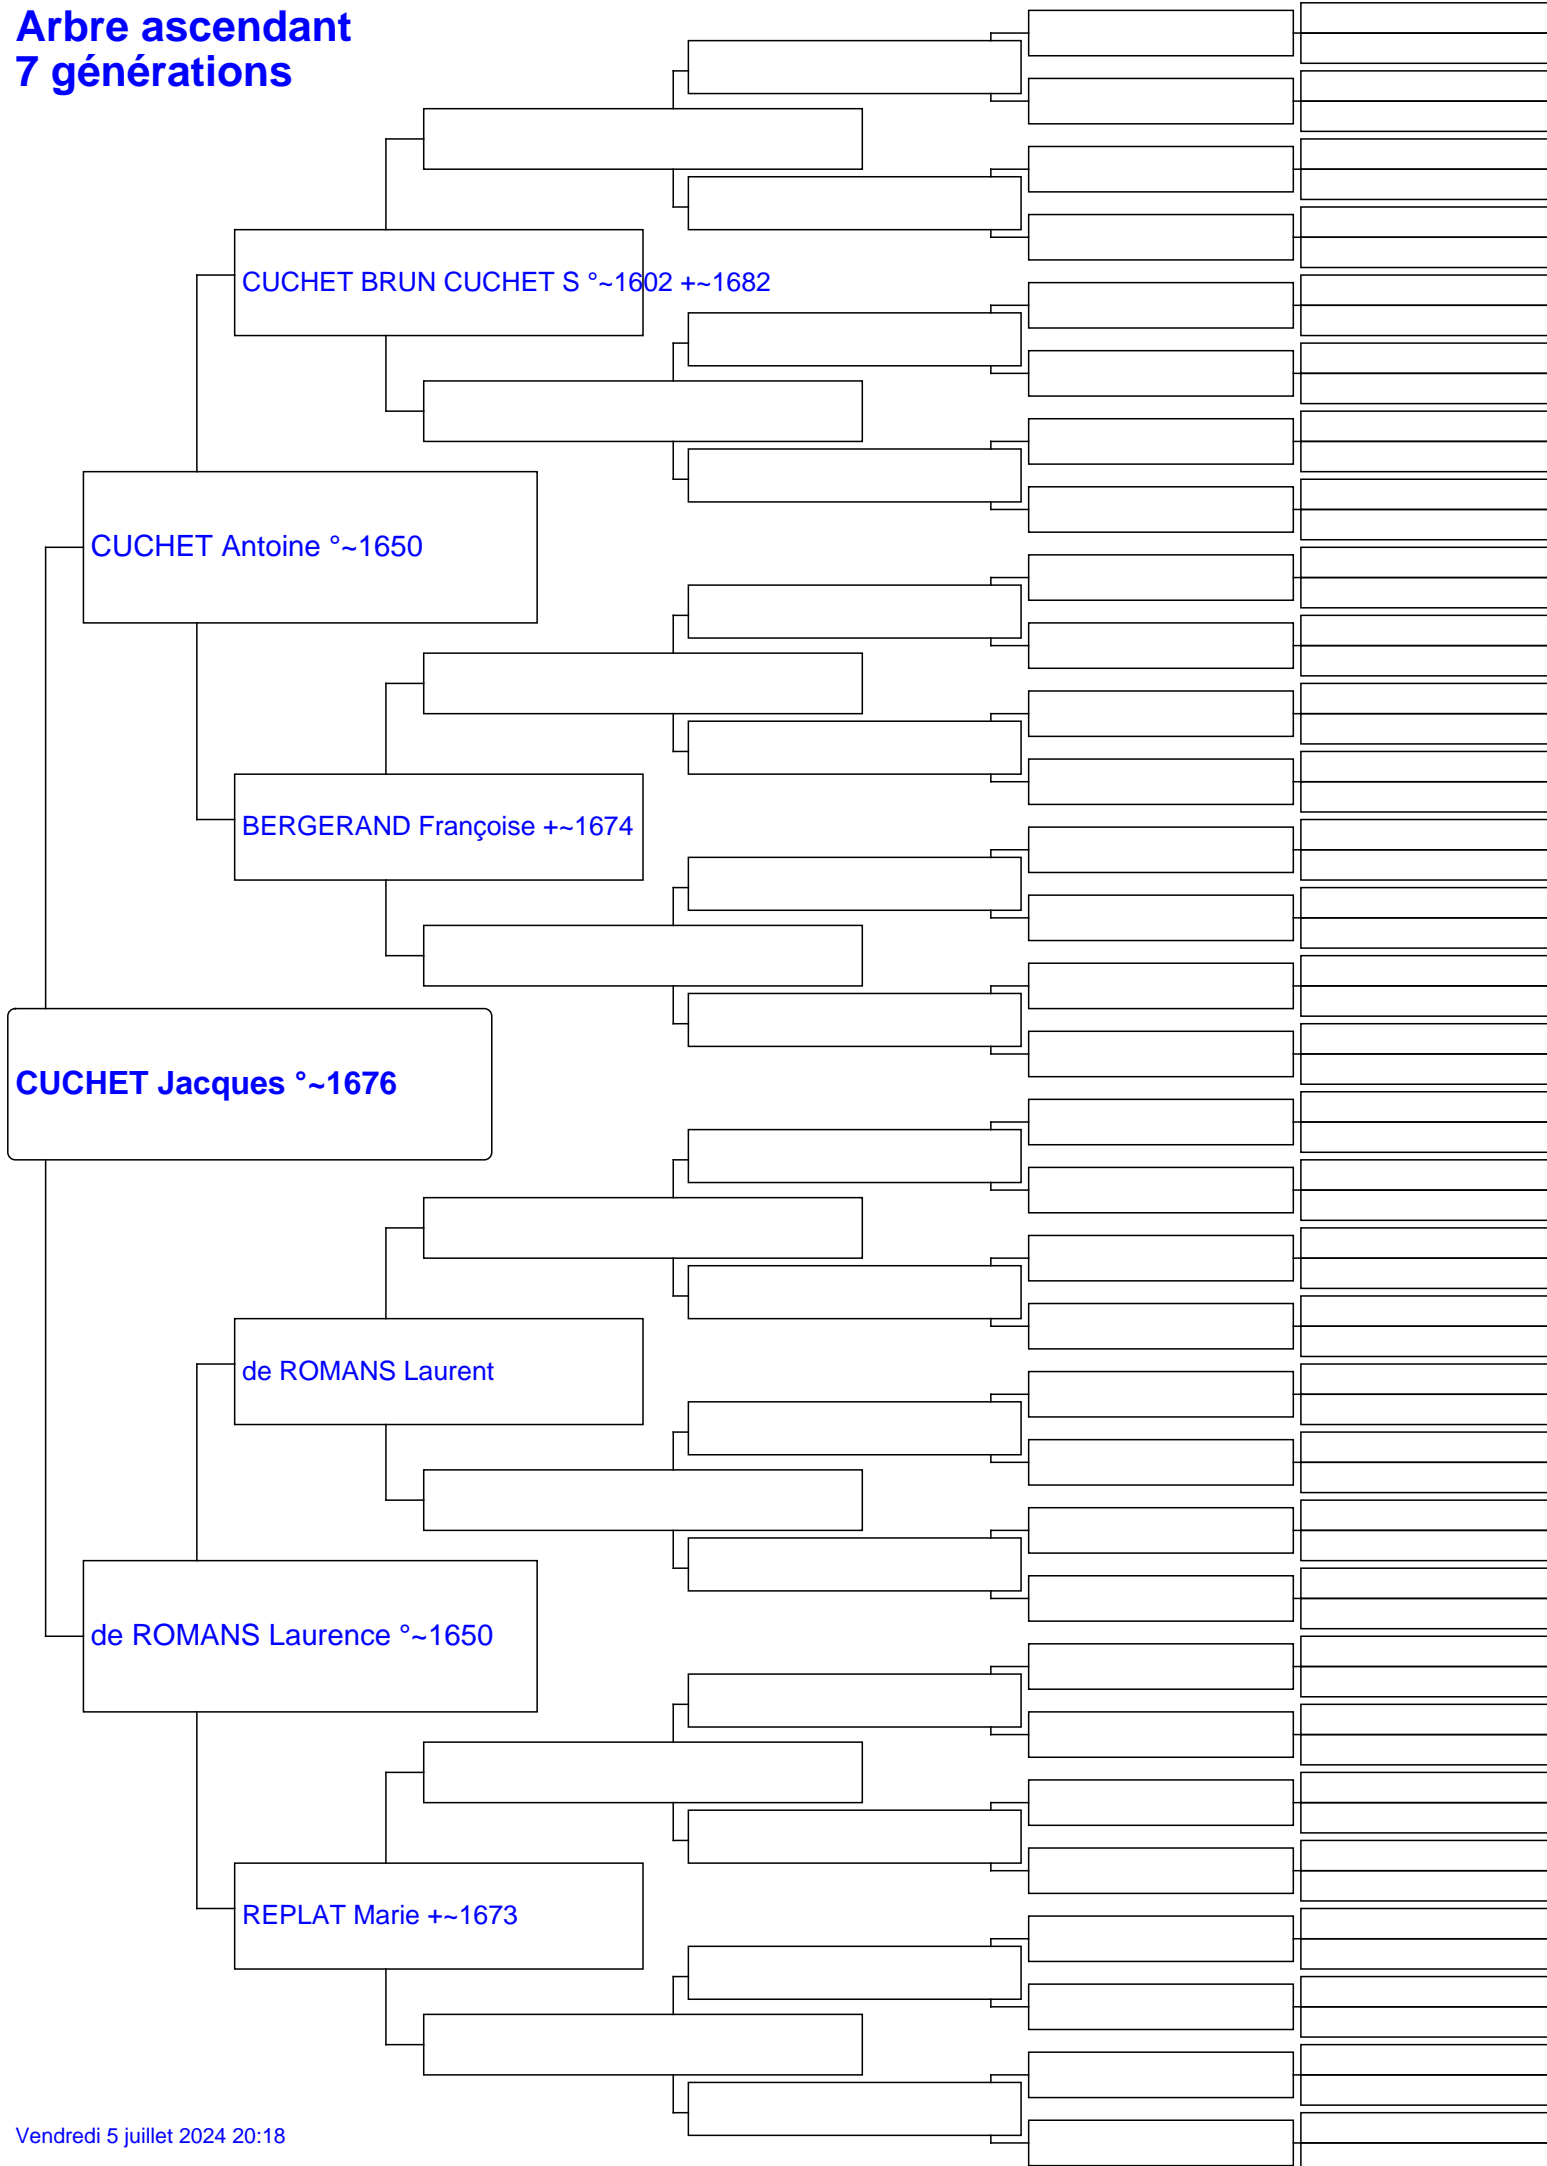 Arbre ascendant
7 générations
CUCHET BRUN CUCHET S °~1602 +~1682
CUCHET Antoine °~1650
BERGERAND Françoise +~1674
CUCHET Jacques °~1676
de ROMANS Laurent
de ROMANS Laurence °~1650
REPLAT Marie +~1673
Vendredi 5 juillet 2024 20:18